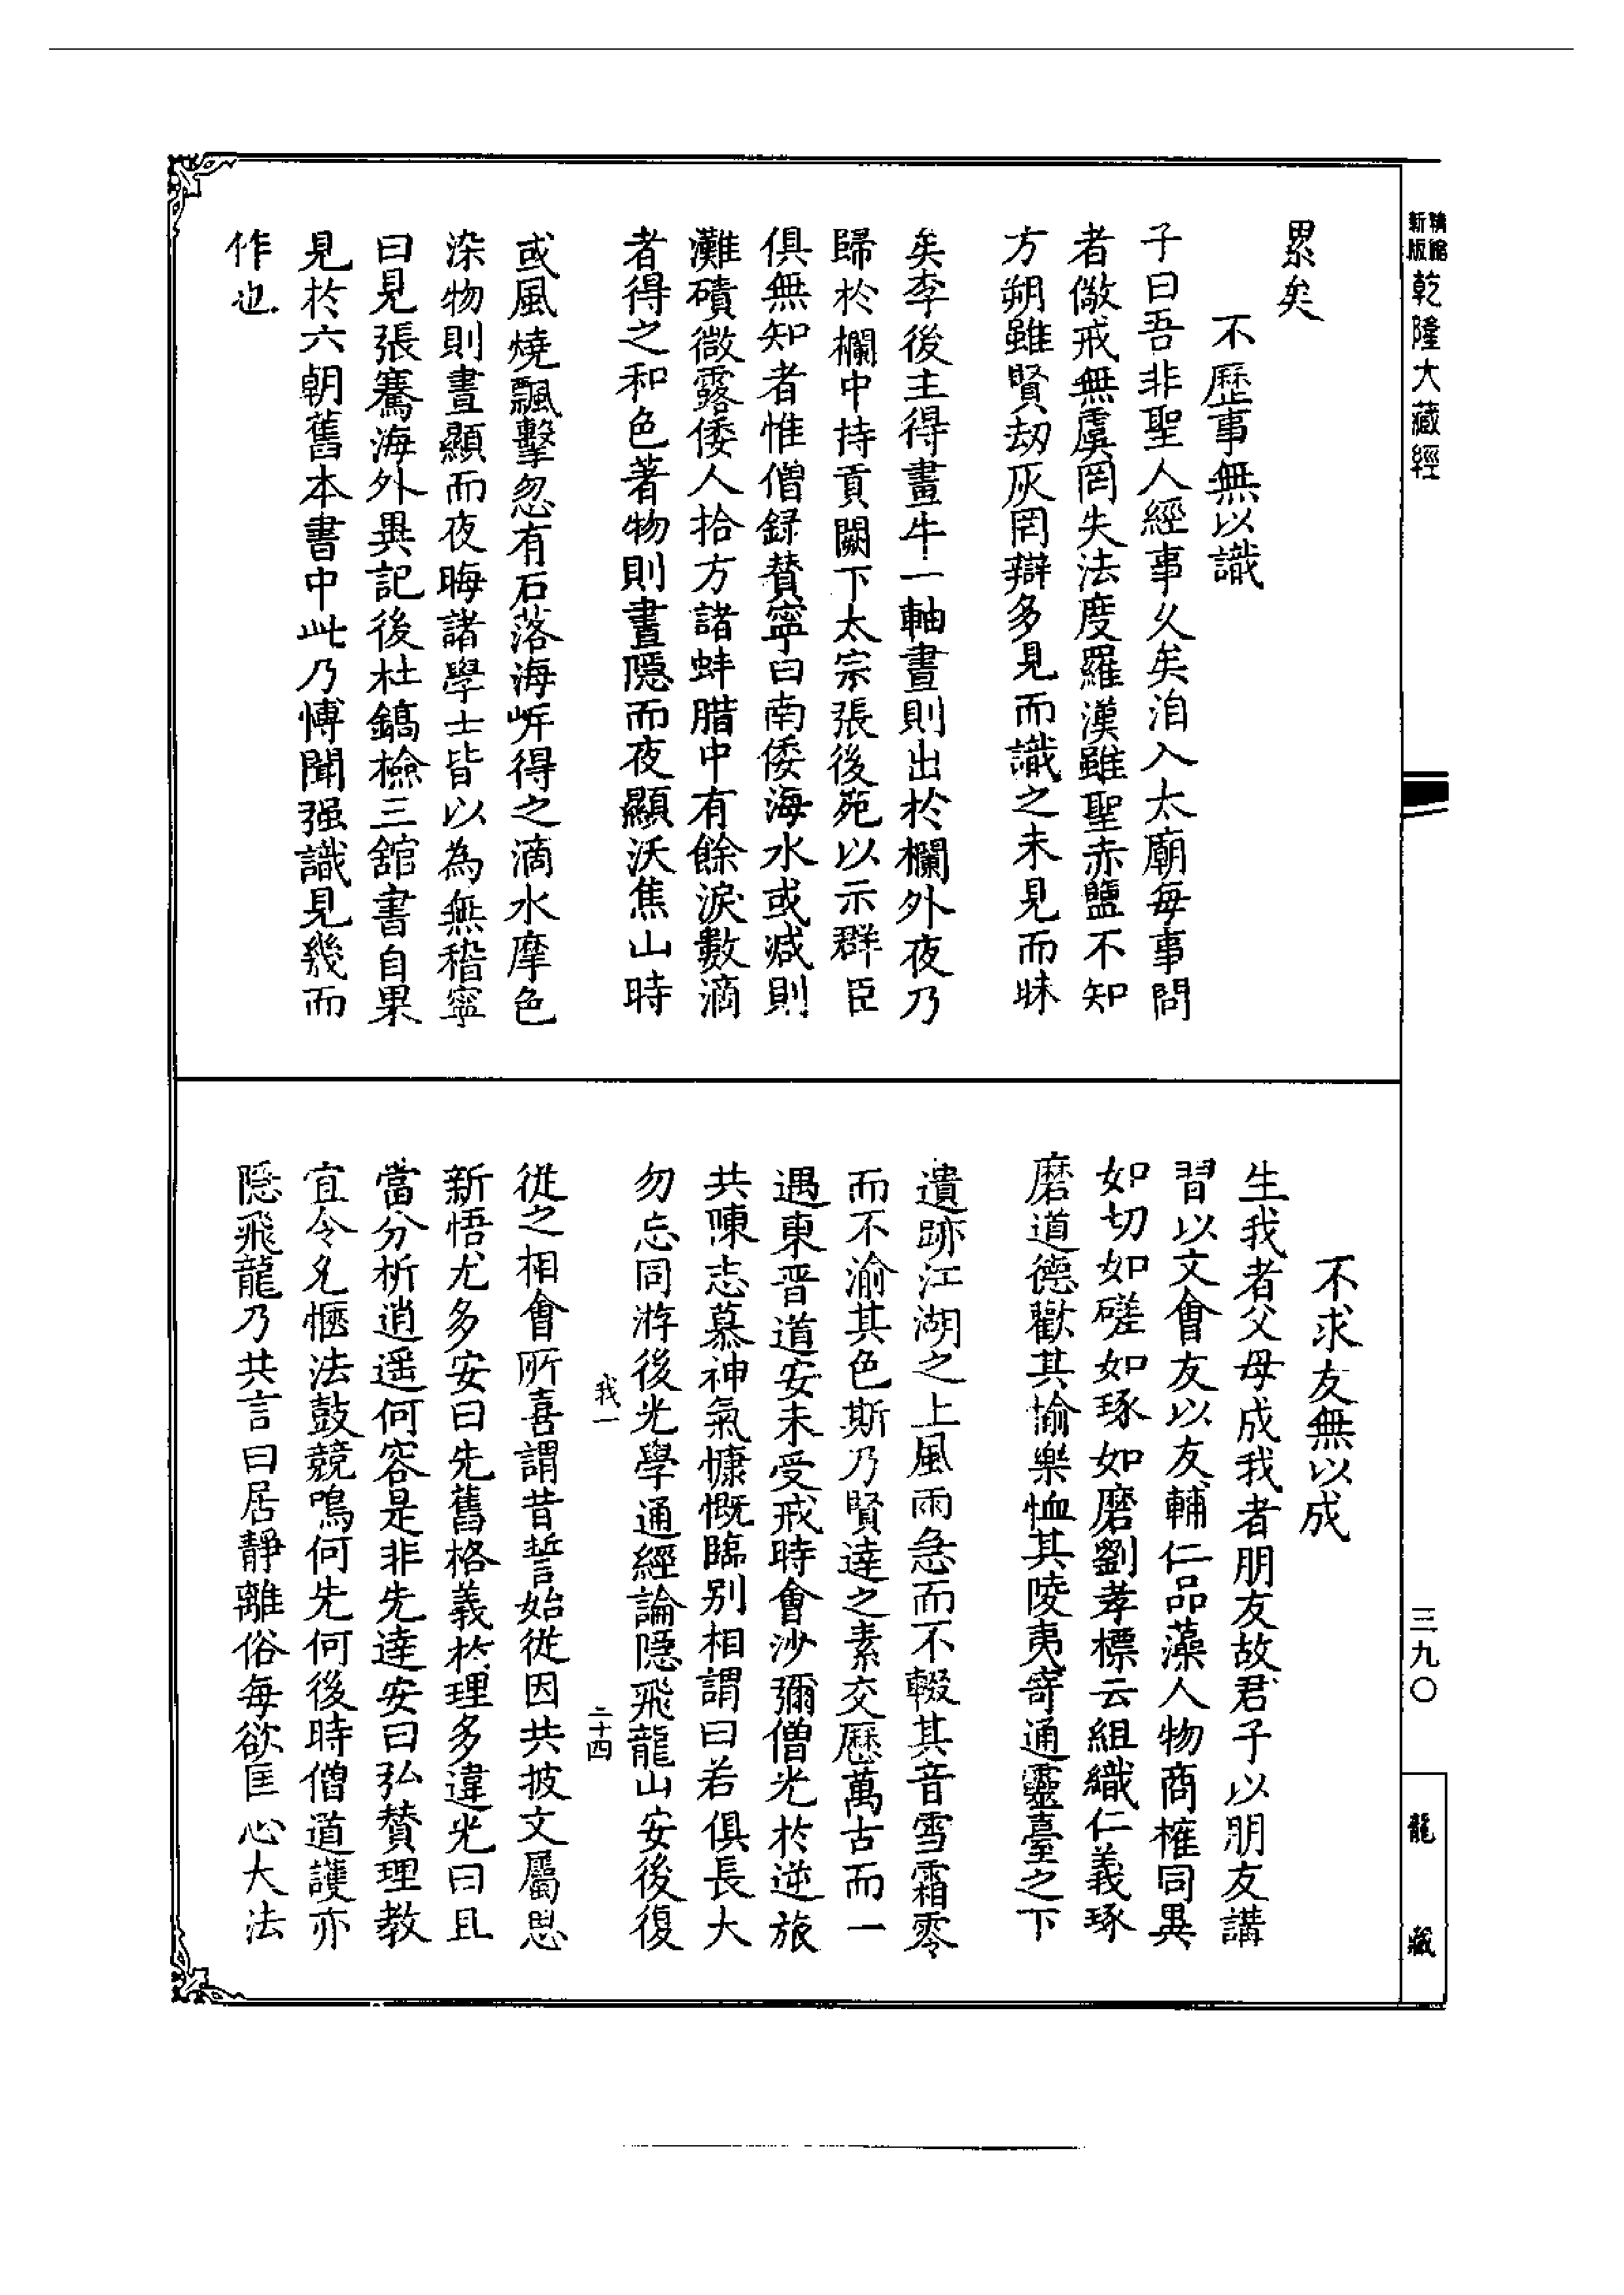 精縮新版 乾隆大藏經
累矣
不歷事無以識
子曰吾非聖人經事久矣洎入太廟每事問
者儆戒無虞罔失法度羅漢雖聖赤鹽不知
方朔雖賢劫灰罔辯多見而識之未見而昧
矣李後主得畫牛一軸晝則出於欄外夜乃
歸於欄中持貢闕下太宗張後苑以示群臣
俱無知者惟僧録贊寧曰南倭海水或減則
灘磧微露倭人拾方諸蚌腊中有餘淚數滴
者得之和色著物則晝隱而夜顯沃焦山時
或風燒飄擊忽有石落海岸得之滴水摩色
染物則晝顯而夜晦諸學士皆以為無稽寧
曰見張騫海外異記後杜鎬檢三舘書自果
見於六朝舊本書中此乃博聞强識見幾而
作也
不求友無以成
生我者父母成我者朋友故君子以朋友講
習以文會友以友輔仁品藻人物商榷同異
如切如磋如琢如磨劉孝標云組織仁義琢
磨道德歡其愉樂恤其陵夷寄通靈臺之下
遺跡江湖之上風雨急而不輟其音雪霜零
而不渝其色斯乃賢達之素交歷萬古而一
遇東晋道安未受戒時會沙彌僧光於逆旅
共陳志慕神氣慷慨臨别相謂曰若俱長大
勿忘同游後光學通經論隱飛龍山安後復
我一 二十四
從之相會所喜謂昔誓始從因共披文屬思
新悟尤多安曰先舊格義於理多違光曰且
當分析逍遥何容是非先達安曰弘贊理教
宜令允愜法鼓競鳴何先何後時僧道護亦
隱飛龍乃共言曰居靜離俗每欲匡心大法
三九〇
龍藏